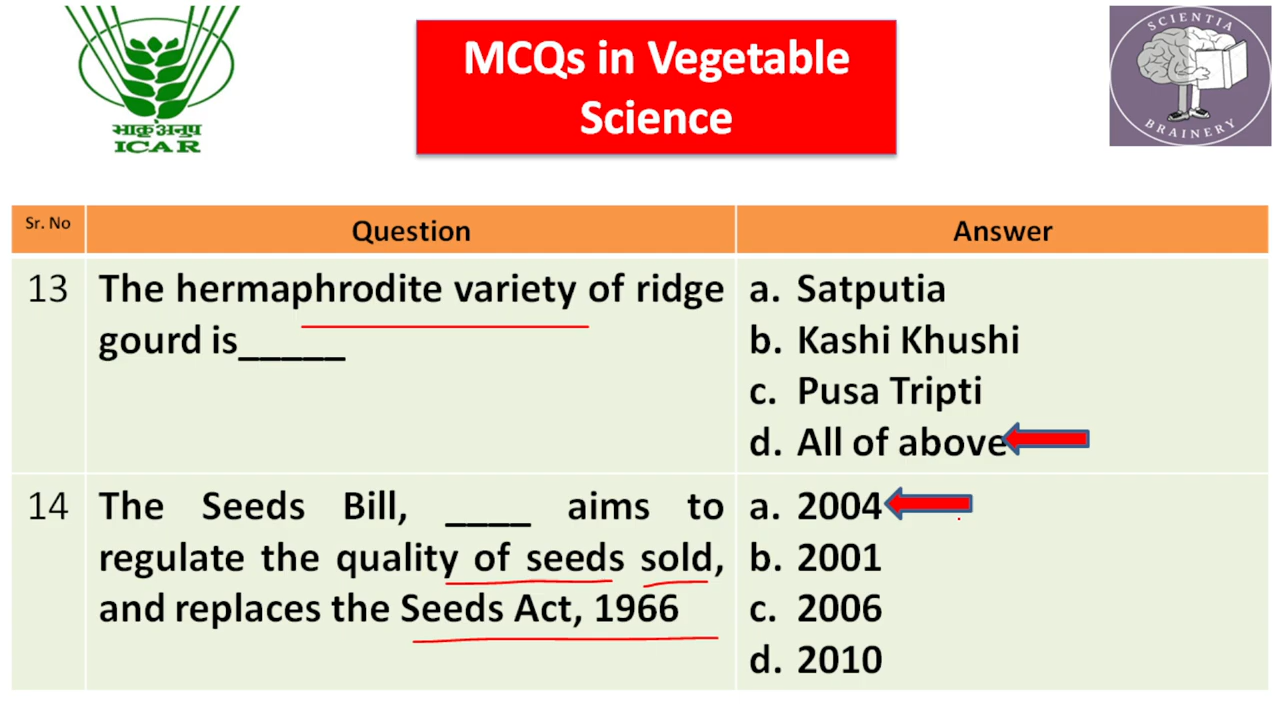 भाकृअनुप
ICAR
MCQs in Vegetable
Science
SCIENTIA
BRAINERY
Sr. No Question Answer
13 The hermaphrodite variety of ridge
gourd is_____
a. Satputia
b. Kashi Khushi
c. Pusa Tripti
d. All of above
14 The Seeds Bill, ____ aims to
regulate the quality of seeds sold,
and replaces the Seeds Act, 1966
a. 2004
b. 2001
c. 2006
d. 2010